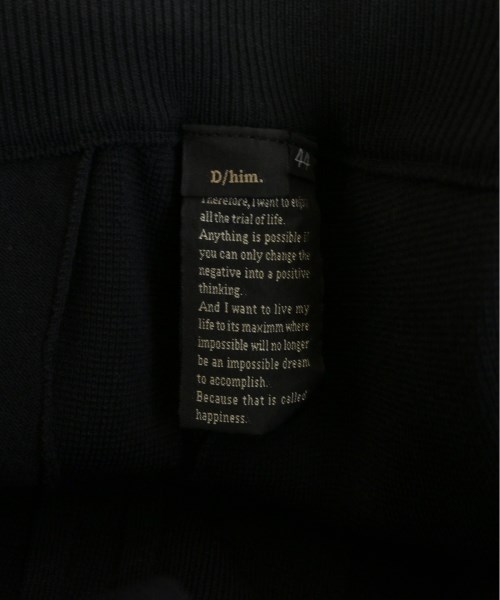 44
D/him.
Therefore, I want to enjoy
all the trial of life.
Anything is possible if
you can only change the
negative into a positive
thinking.
And I want to live my
life to its maximm where
impossible will no longer
be an impossible dream
to accomplish.
Because that is called
happiness.